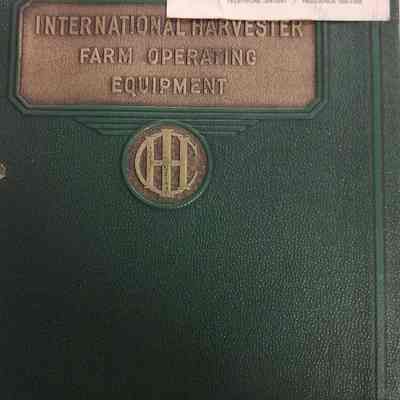 INTERNATIONAL HARVESTER
FARM OPERATING
EQUIPMENT
IHC